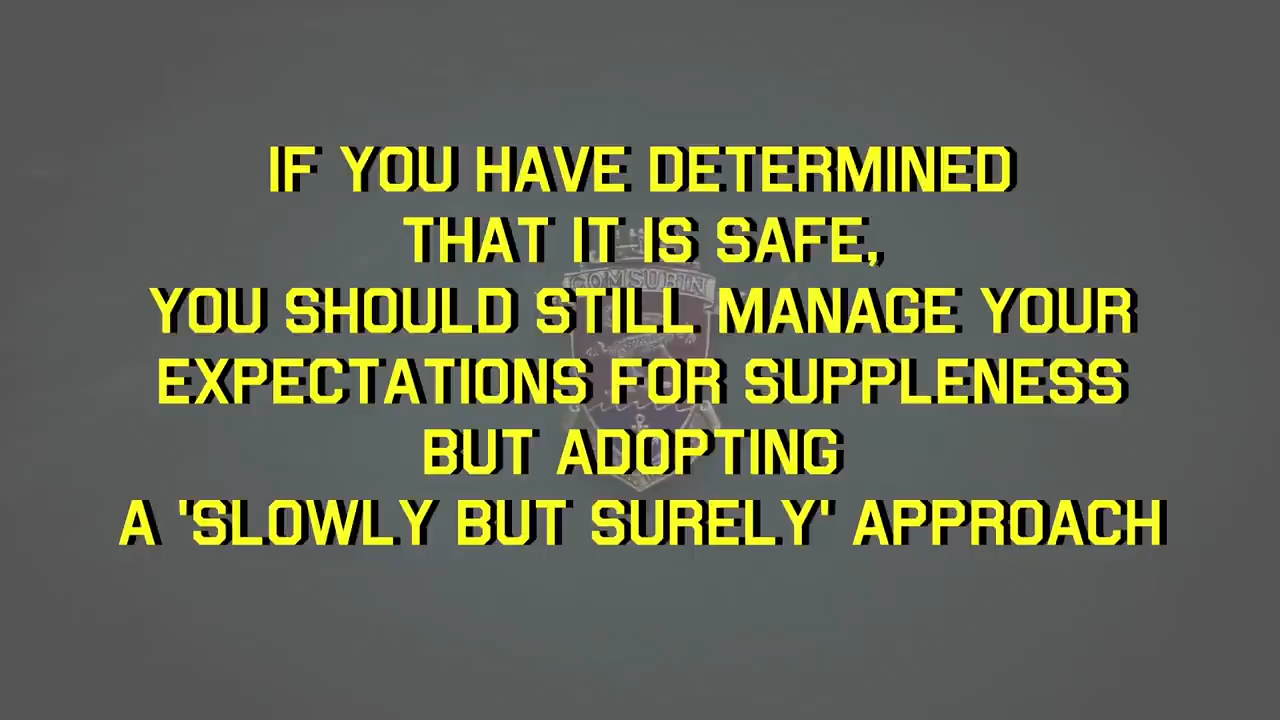 IF YOU HAVE DETERMINED
THAT IT IS SAFE,
COMSUBIN
YOU SHOULD STILL MANAGE YOUR
EXPECTATIONS FOR SUPPLENESS
BUT ADOPTING
A 'SLOWLY BUT SURELY' APPROACH